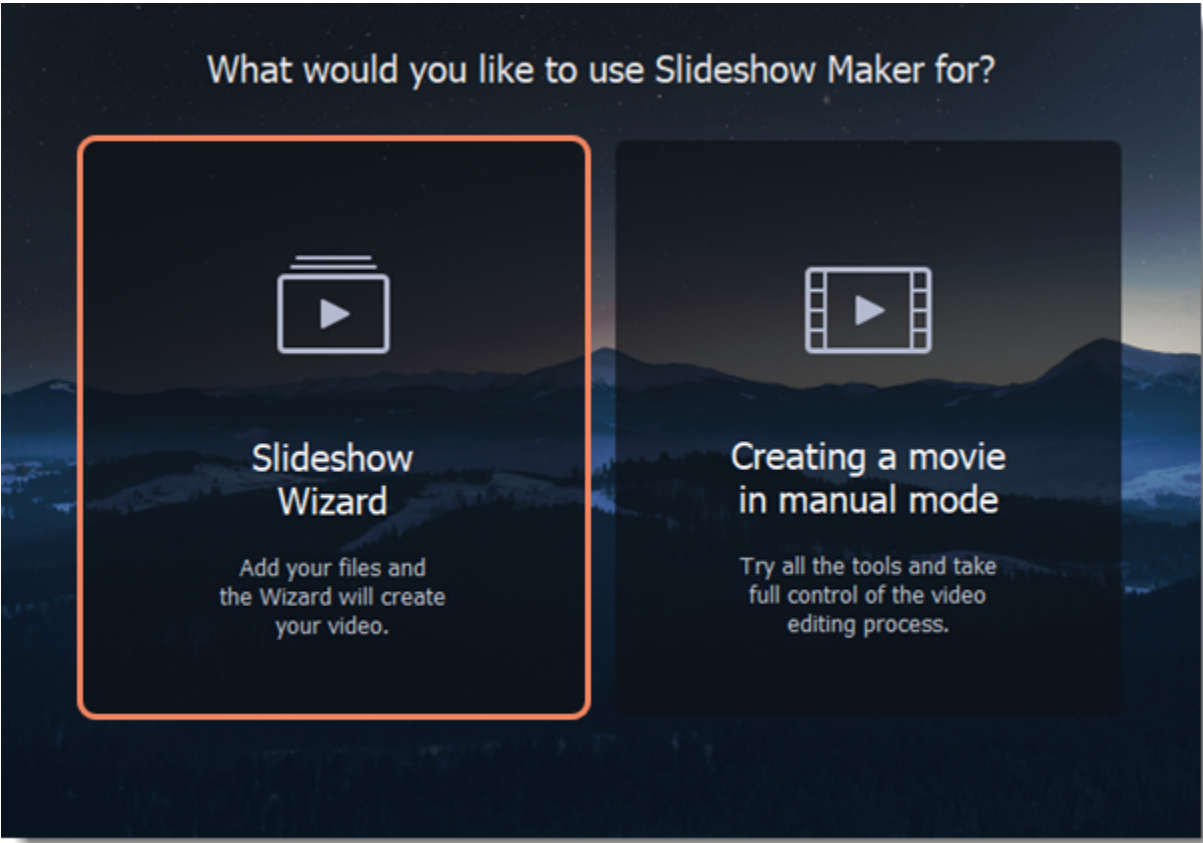 What would you like to use Slideshow Maker for?
Slideshow
Wizard
Add your files and
the Wizard will create
your video.
Creating a movie
in manual mode
Try all the tools and take
full control of the video
editing process.